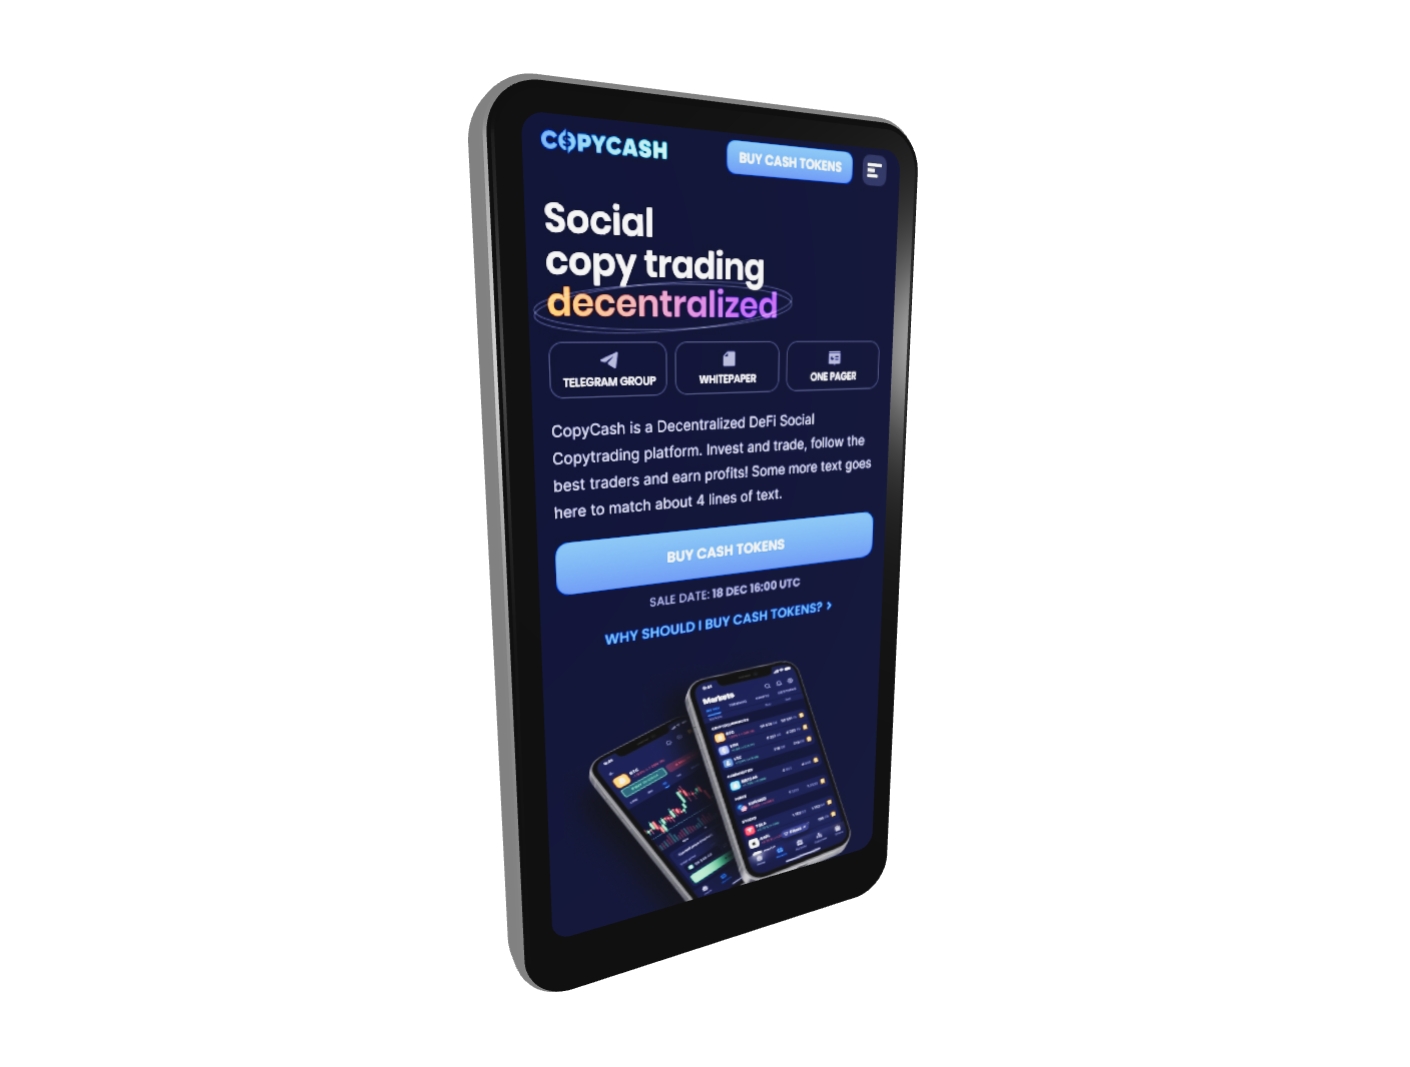 COPYCASH
BUY CASH TOKENS
Social
copy trading
decentralized
TELEGRAM GROUP
WHITEPAPER
ONE PAGER
CopyCash is a Decentralized DeFi Social
Copytrading platform. Invest and trade, follow the
best traders and earn profits! Some more text goes
here to match about 4 lines of text.
BUY CASH TOKENS
SALE DATE: 18 DEC 16:00 UTC
WHY SHOULD I BUY CASH TOKENS? ›
Markets
BTC